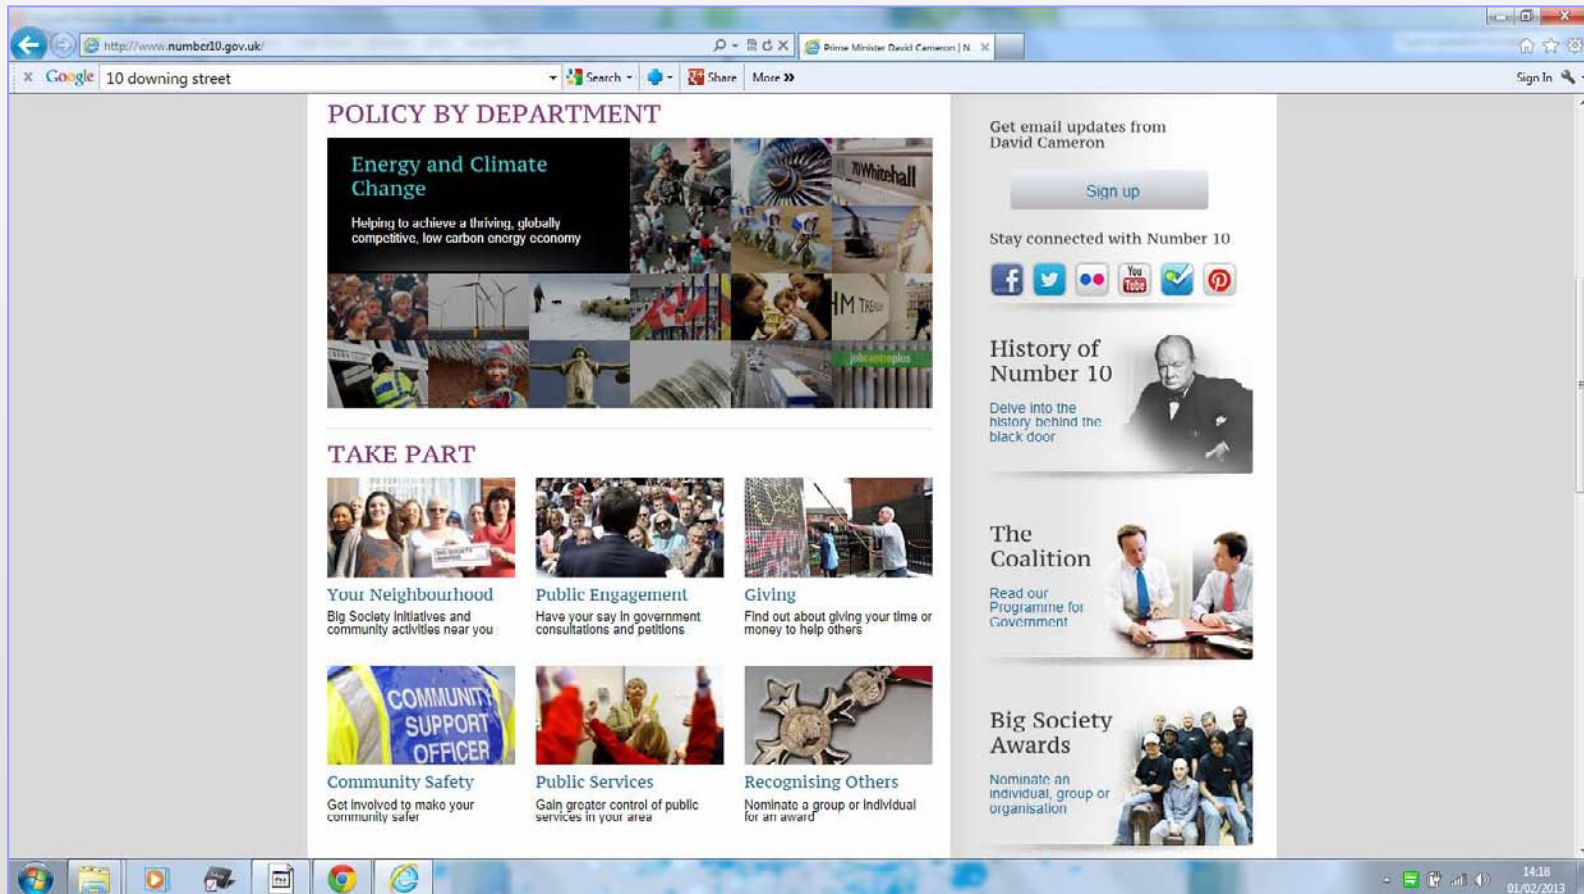 http://www.number10.gov.uk/
Prime Minister David Cameron | N...
Google
10 downing street
Search
Share
More »
Sign In
POLICY BY DEPARTMENT
Energy and Climate
Change
Helping to achieve a thriving, globally
competitive, low carbon energy economy
70 Whitehall
HM TREAS
jobcentreplus
TAKE PART
BIG SOCIETY
Your Neighbourhood
Big Society Initiatives and
community activities near you
Public Engagement
Have your say in government
consultations and petitions
Giving
Find out about giving your time or
money to help others
COMMUNITY
SUPPORT
OFFICER
Community Safety
Get Involved to make your
community safer
Public Services
Gain greater control of public
services in your area
Recognising Others
Nominate a group or Individual
for an award
Get email updates from
David Cameron
Sign up
Stay connected with Number 10
You
Tube
History of
Number 10
Delve into the
history behind the
black door
The
Coalition
Read our
Programme for
Government
Big Society
Awards
Nominate an
individual, group or
organisation
14:18
01/02/2013